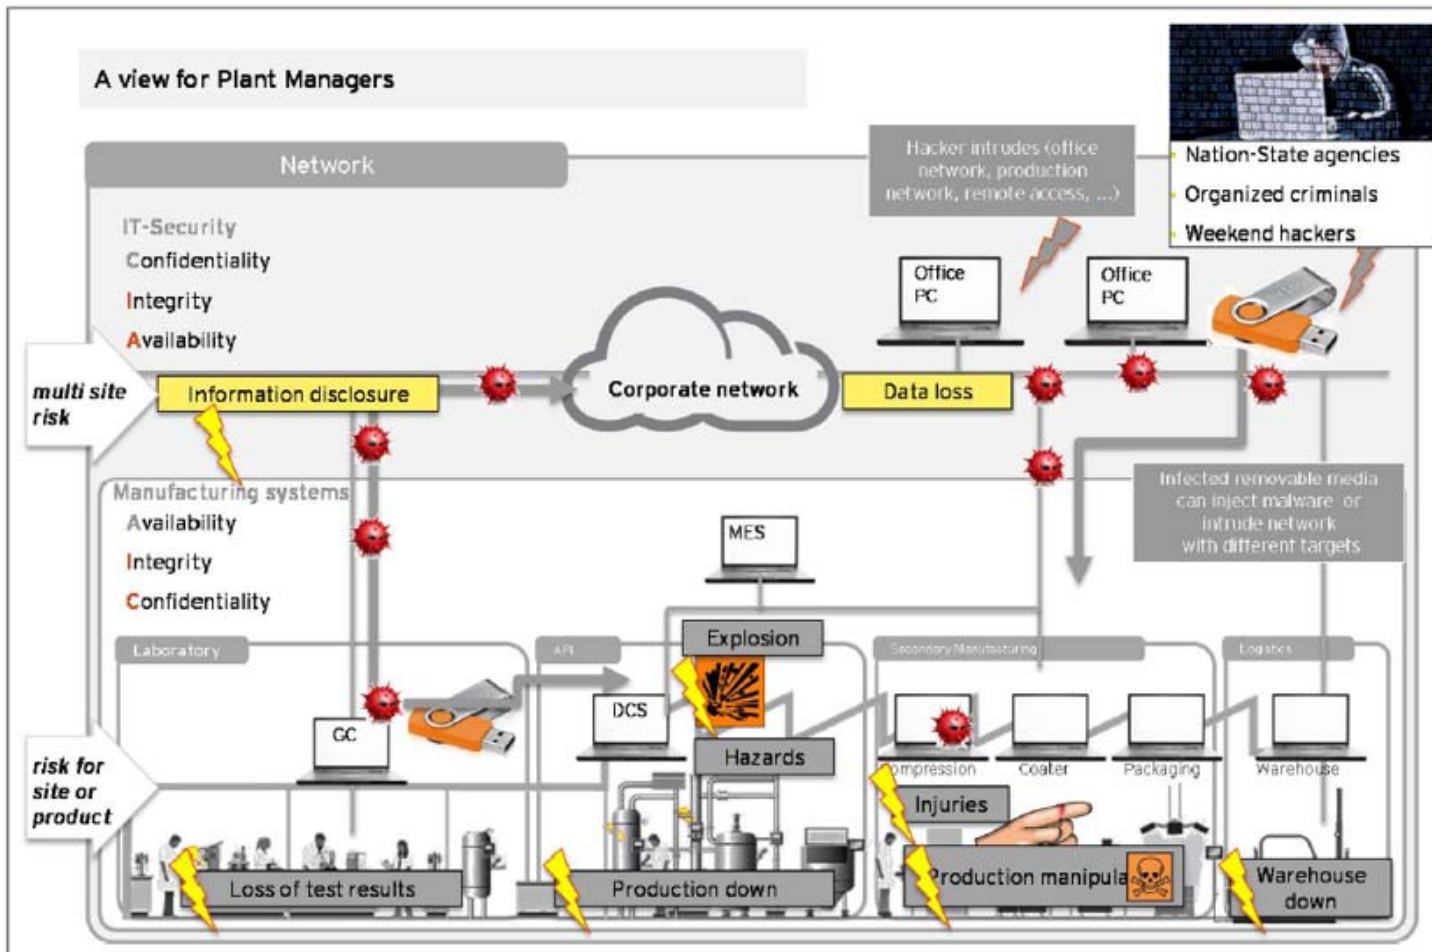 A view for Plant Managers
Nation-State agencies
Organized criminals
Weekend hackers
Hacker intrudes (office
network, production
network, remote access, ...)
Network
IT-Security
Confidentiality
Integrity
Availability
Office
PC
Office
PC
multi site
risk
Information disclosure
Corporate network
Data loss
Infected removable media
can inject malware or
intrude network
with different targets
Manufacturing systems
Availability
Integrity
Confidentiality
MES
Laboratory
API
Explosion
Secondary Manufacturing
Logistics
GC
DCS
Hazards
ompression
Coater
Packaging
Warehouse
risk for
site or
product
Injuries
Loss of test results
Production down
Production manipula
Warehouse
down